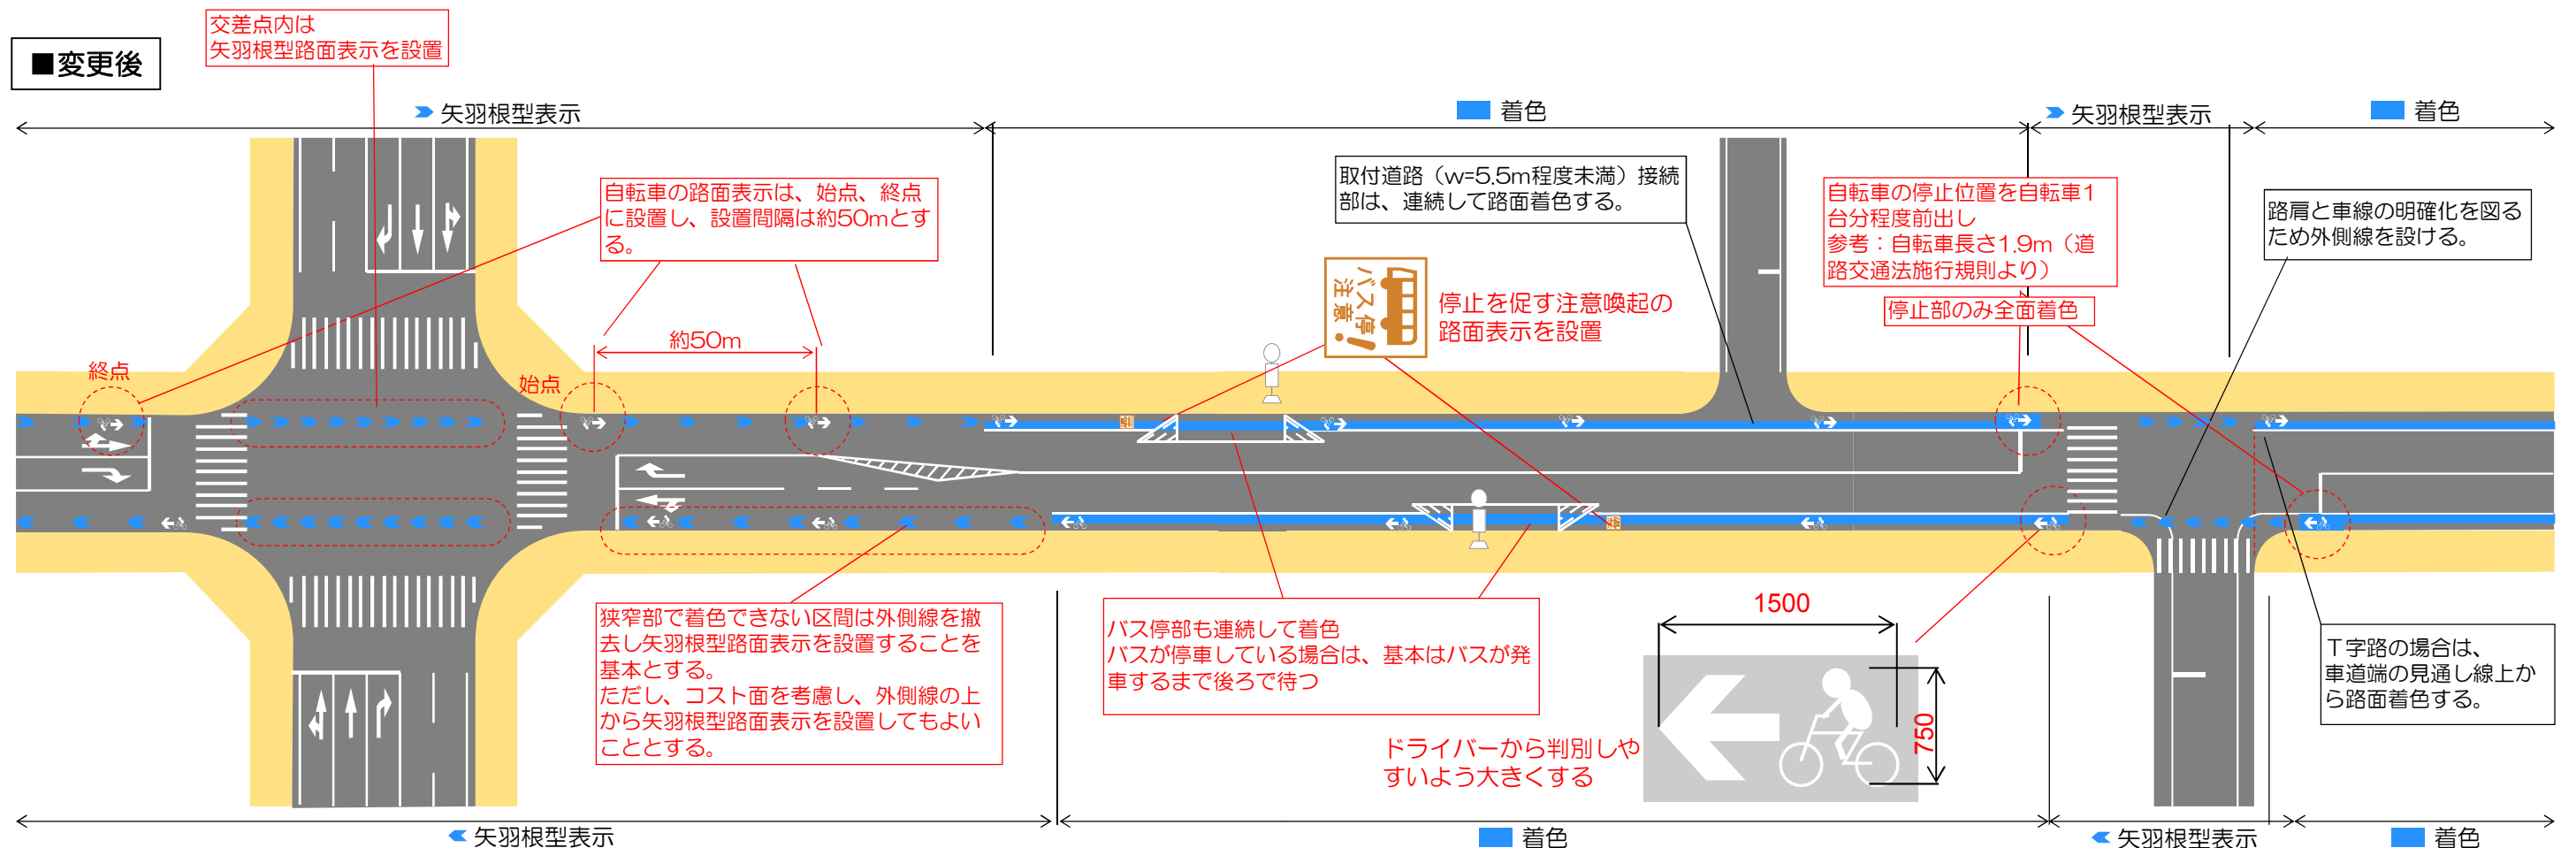 ■変更後
交差点内は
矢羽根型路面表示を設置
矢羽根型表示
着色
矢羽根型表示
着色
自転車の路面表示は、始点、終点
に設置し、設置間隔は約50mとす
る。
取付道路（w=5.5m程度未満）接続
部は、連続して路面着色する。
自転車の停止位置を自転車1
台分程度前出し
参考：自転車長さ1.9m（道
路交通法施行規則より）
停止部のみ全面着色
路肩と車線の明確化を図る
ため外側線を設ける。
バス停
注意！
停止を促す注意喚起の
路面表示を設置
約50m
終点
始点
狭窄部で着色できない区間は外側線を撤
去し矢羽根型路面表示を設置することを
基本とする。
ただし、コスト面を考慮し、外側線の上
から矢羽根型路面表示を設置してもよい
こととする。
バス停部も連続して着色
バスが停車している場合は、基本はバスが発
車するまで後ろで待つ
1500
750
ドライバーから判別しや
すいよう大きくする
Ｔ字路の場合は、
車道端の見通し線上か
ら路面着色する。
矢羽根型表示
着色
矢羽根型表示
着色